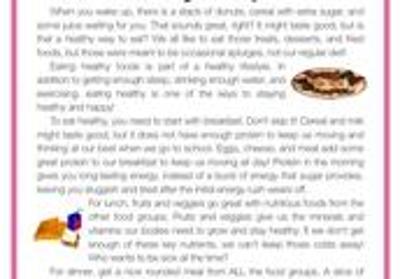 When you wake up, there is a stack of donuts, cereal with extra sugar, and
some juice waiting for you. That sounds great, right? It might taste good, but is
that a healthy way to eat? We all like to eat those treats, desserts, and fried
foods, but those were meant to be occasional splurges, not our regular diet!
Eating healthy foods is part of a healthy lifestyle. In
addition to getting enough sleep, drinking enough water, and
exercising, eating healthy is one of the keys to staying
healthy and happy!
To eat healthy, you need to start with breakfast. Don't skip it! Cereal and milk
might taste good, but it does not have enough protein to keep us moving and
thinking at our best when we go to school. Eggs, cheese, and meat add some
great protein to our breakfast to keep us moving all day! Protein in the morning
gives you long lasting energy, instead of a burst of energy that sugar provides,
leaving you sluggish and tired after the initial energy rush wears off.
For lunch, fruits and veggies go great with nutritious foods from the
other food groups. Fruits and veggies give us the minerals and
vitamins our bodies need to grow and stay healthy. If we don't get
enough of these key nutrients, we can't keep those colds away!
Who wants to be sick all the time?
For dinner, get a nice rounded meal from ALL the food groups. A slice of